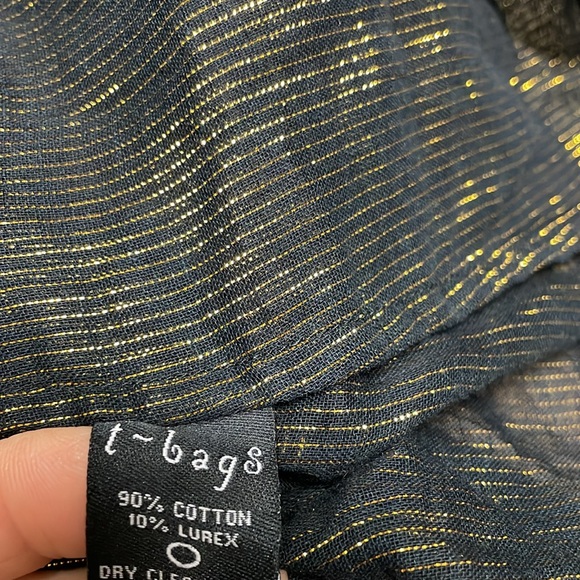 t~bags
90% COTTON
10% LUREX
DRY